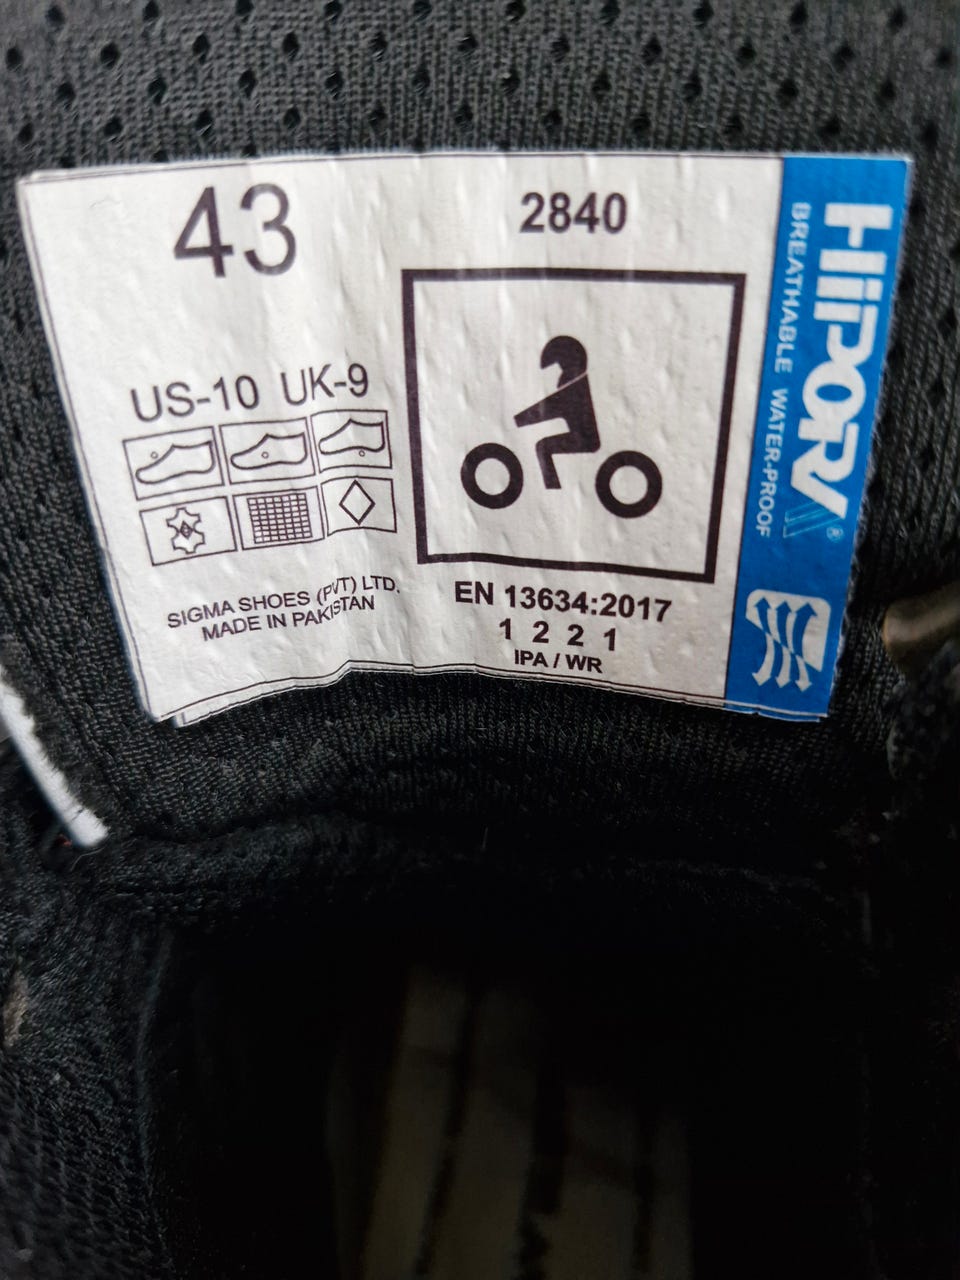 43
US-10 UK-9
SIGMA SHOES (PVT) LTD.
MADE IN PAKISTAN
2840
EN 13634:2017
1 2 2 1
IPA / WR
HiPORA®
BREATHABLE WATER-PROOF